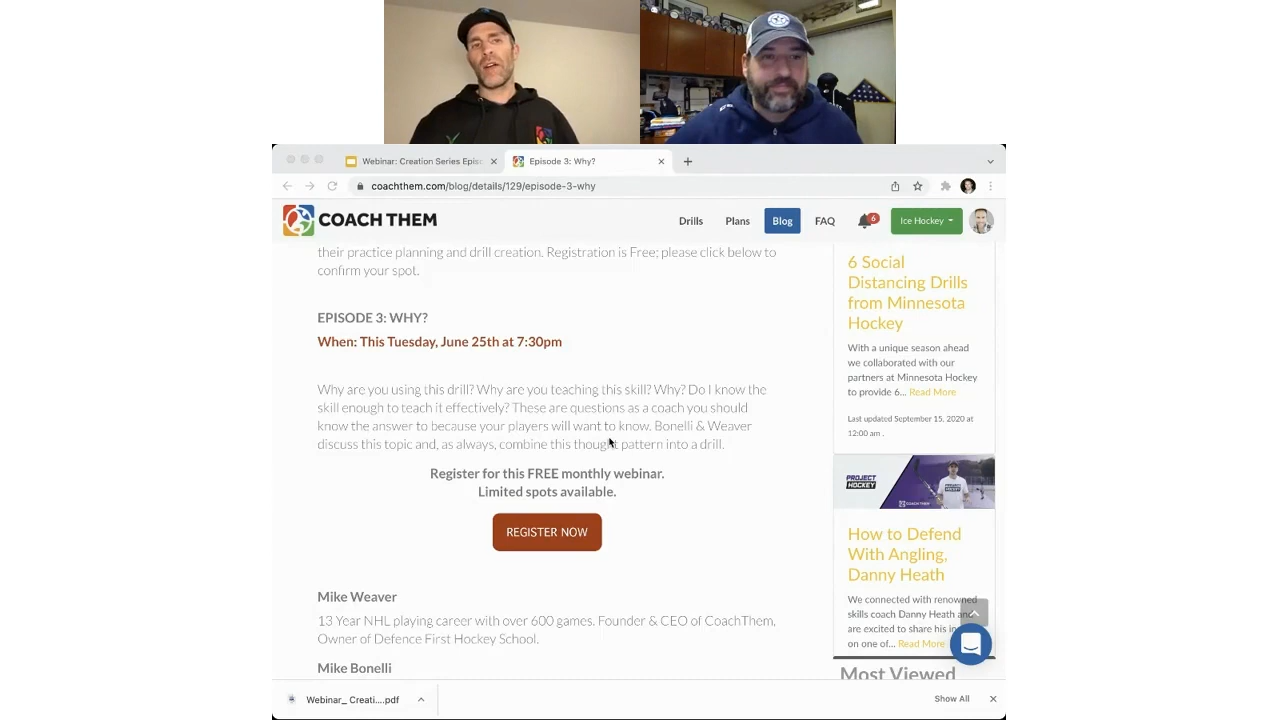 Webinar: Creation Series Epis
Episode 3: Why?
coachthem.com/blog/details/129/episode-3-why
COACH THEM
Drills
Plans
Blog
FAQ
6
Ice Hockey
their practice planning and drill creation. Registration is Free; please click below to
confirm your spot.
EPISODE 3: WHY?
When: This Tuesday, June 25th at 7:30pm
Why are you using this drill? Why are you teaching this skill? Why? Do I know the
skill enough to teach it effectively? These are questions as a coach you should
know the answer to because your players will want to know. Bonelli & Weaver
discuss this topic and, as always, combine this thought pattern into a drill.
Register for this FREE monthly webinar.
Limited spots available.
REGISTER NOW
Mike Weaver
13 Year NHL playing career with over 600 games. Founder & CEO of CoachThem,
Owner of Defence First Hockey School.
Mike Bonelli
6 Social
Distancing Drills
from Minnesota
Hockey
With a unique season ahead
we collaborated with our
partners at Minnesota Hockey
to provide 6... Read More
Last updated September 15, 2020 at
12:00 am .
PROJECT
HOCKEY
COACH THEM
How to Defend
With Angling,
Danny Heath
We connected with renowned
skills coach Danny Heath and
are excited to share his in
on one of... Read More
Most Viewed
Webinar_ Creati....pdf
Show All